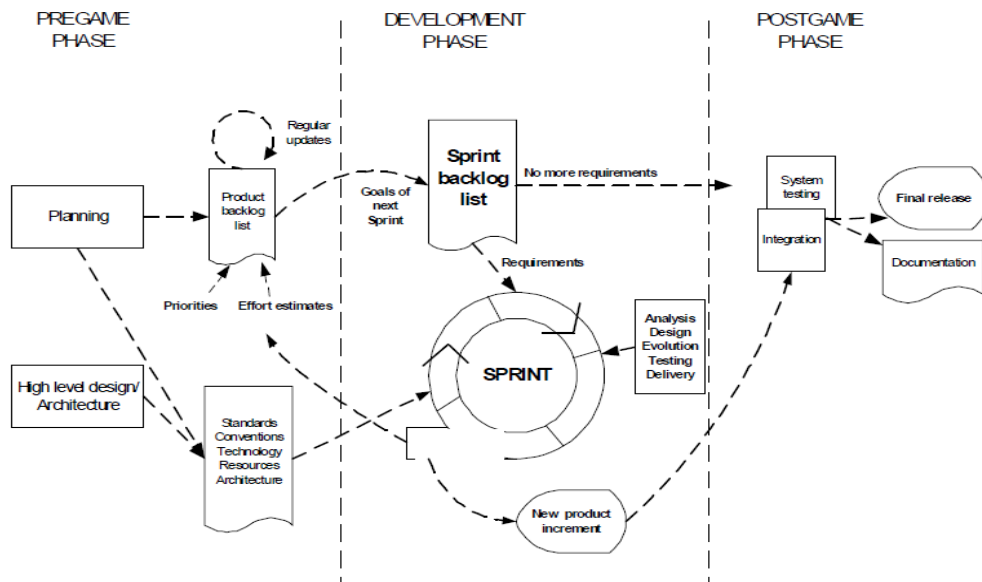 PREGAME
PHASE
DEVELOPMENT
PHASE
POSTGAME
PHASE
Regular
updates
Planning
Product
backlog
list
Goals of
next
Sprint
Sprint
backlog
list
No more requirements
System
testing
Integration
Final release
Documentation
Priorities
Effort estimates
Requirements
High level design/
Architecture
Standards
Conventions
Technology
Resources
Architecture
SPRINT
Analysis
Design
Evolution
Testing
Delivery
New product
increment